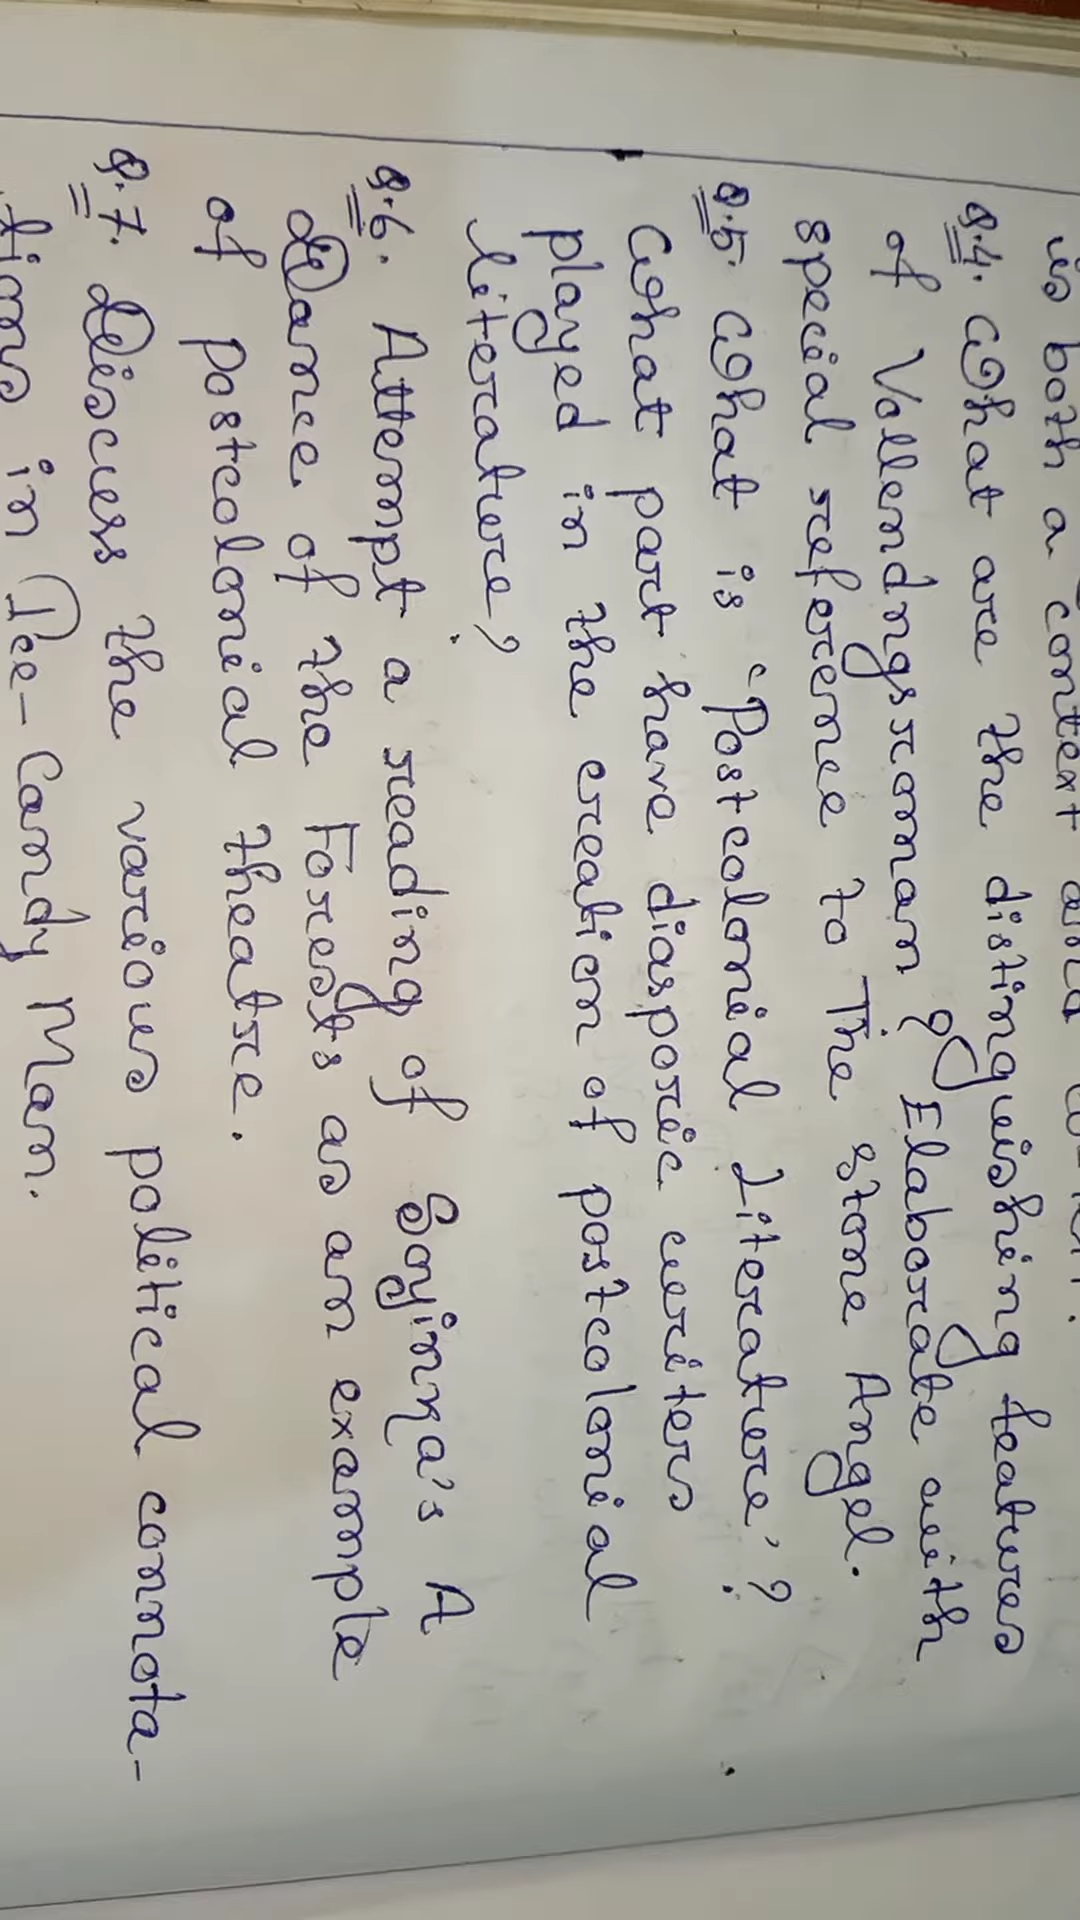 is both a context and
Q.4. What are the distinguishing features
of Vollendngsroman? Elaborate with
special reference to The stone Angel.
Q.5. What is 'Postcolonial Literature'?
What part have diasporic writers
played in the creation of postcolonial
literature?
Q.6. Attempt a reading of Soyinka's A
Dance of the Forests as an example
of postcolonial theatre.
Q.7. Discuss the various political connota-
tions in Ice-Candy Man.